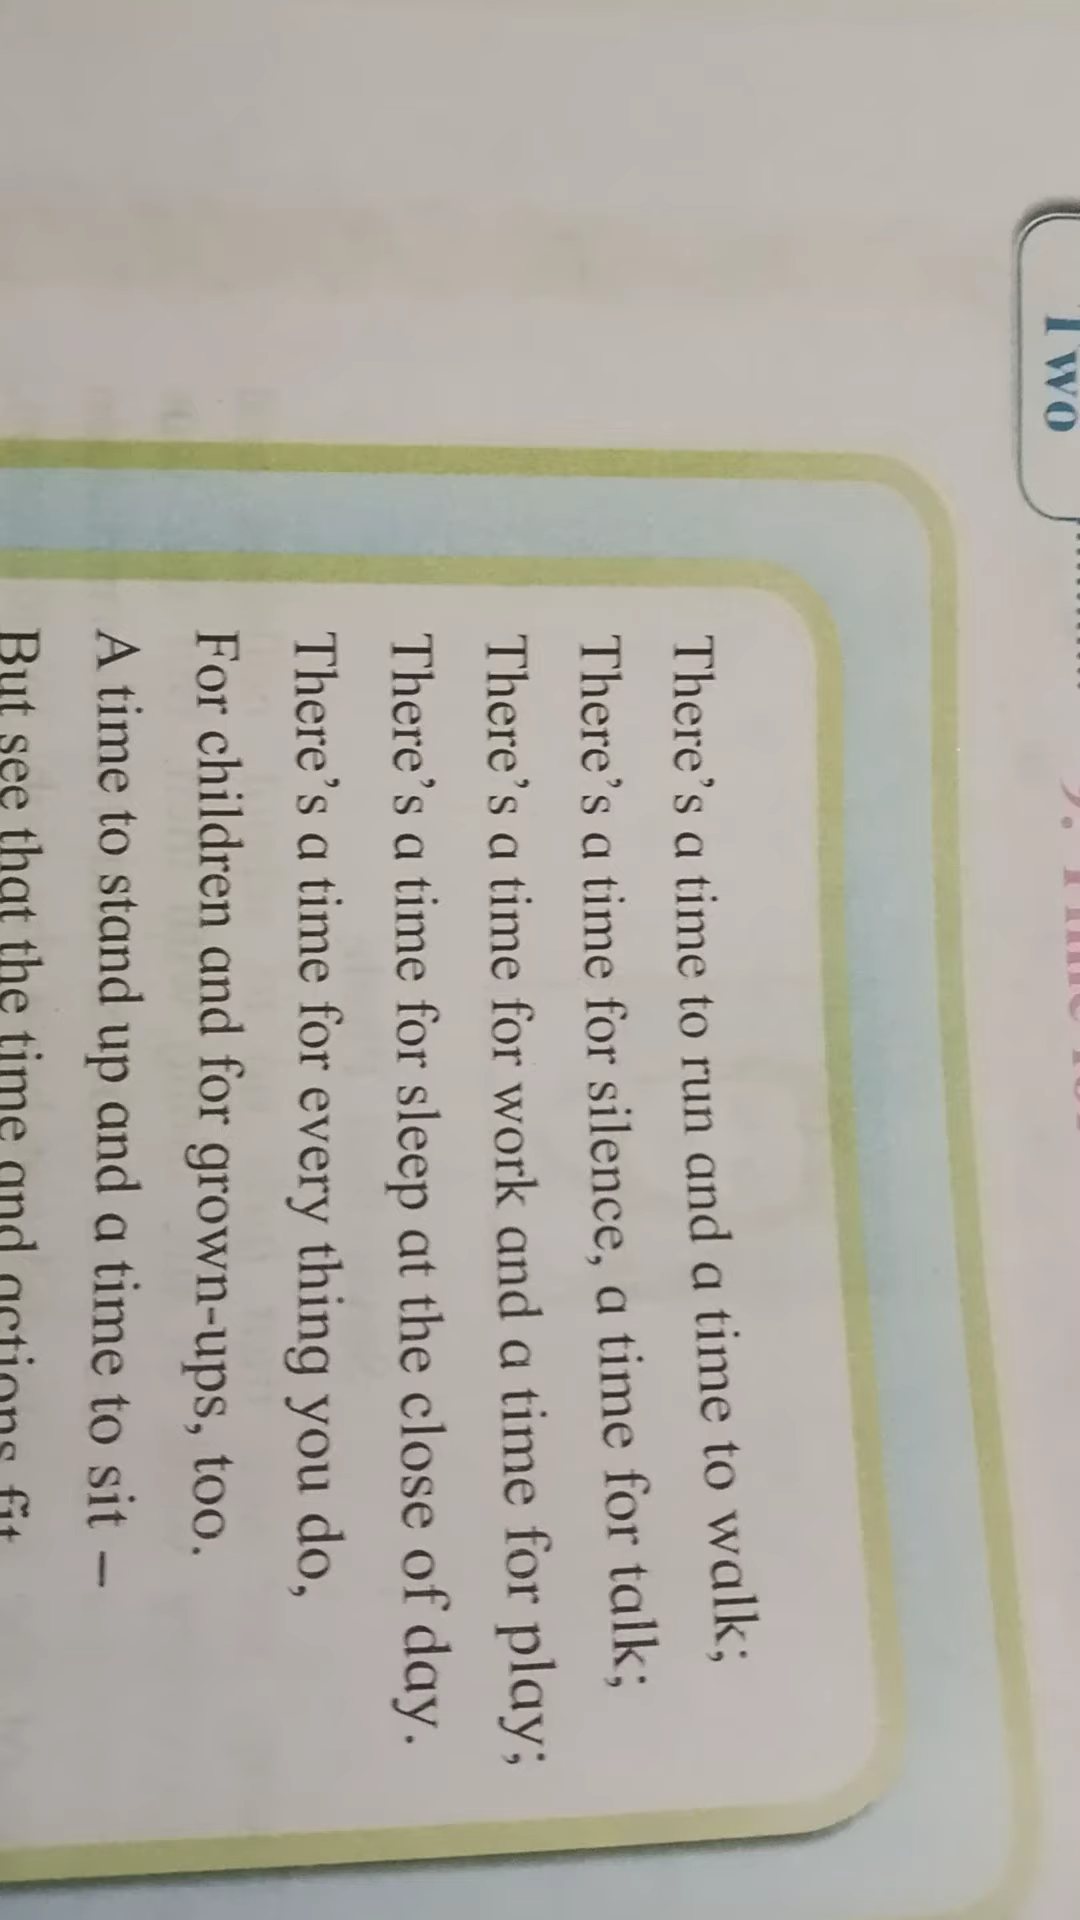 Two
There's a time to run and a time to walk;
There's a time for silence, a time for talk;
There's a time for work and a time for play;
There's a time for sleep at the close of day.
There's a time for every thing you do,
For children and for grown-ups, too.
A time to stand up and a time to sit –
But see that the time and actions fit